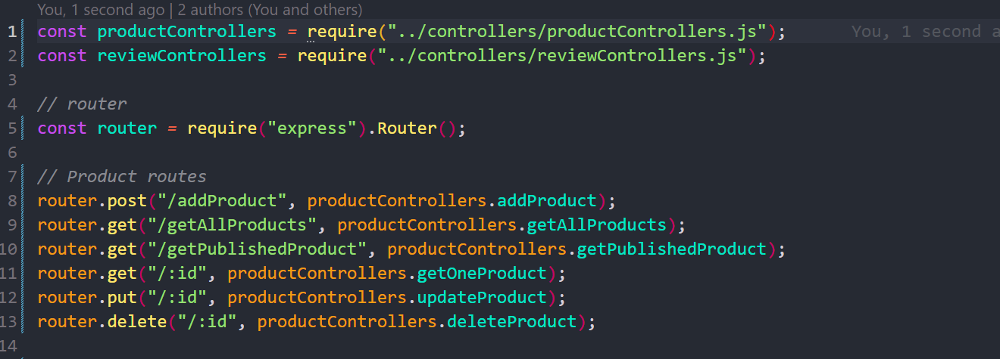 You, 1 second ago | 2 authors (You and others)
1 const productControllers = require("../controllers/productControllers.js"); You, 1 second a
2 const reviewControllers = require("../controllers/reviewControllers.js");
3
4 // router
5 const router = require("express").Router();
6
7 // Product routes
8 router.post("/addProduct", productControllers.addProduct);
9 router.get("/getAllProducts", productControllers.getAllProducts);
10 router.get("/getPublishedProduct", productControllers.getPublishedProduct);
11 router.get("/:id", productControllers.getOneProduct);
12 router.put("/:id", productControllers.updateProduct);
13 router.delete("/:id", productControllers.deleteProduct);
14